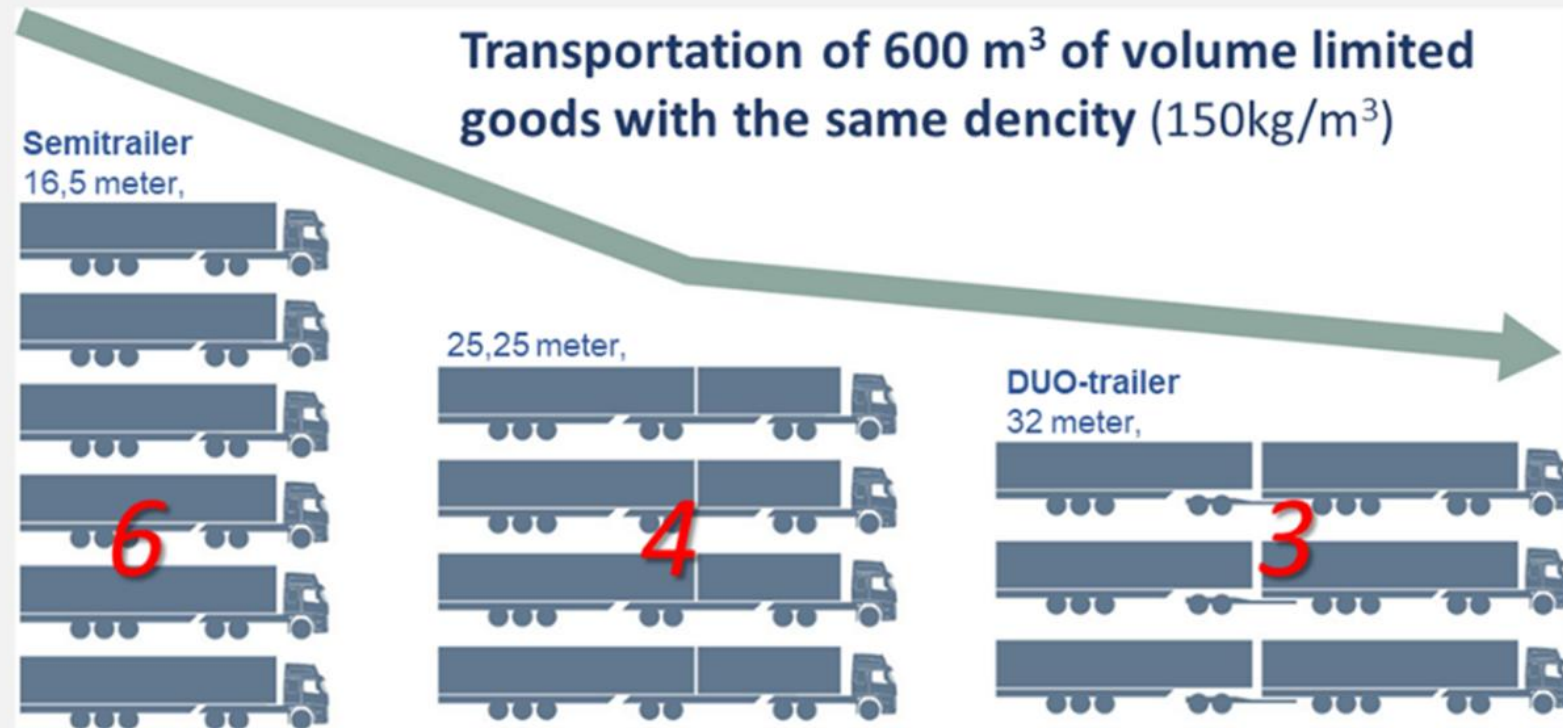 Transportation of 600 m³ of volume limited
goods with the same dencity (150kg/m³)
Semitrailer
16,5 meter,
25,25 meter,
DUO-trailer
32 meter,
6
4
3